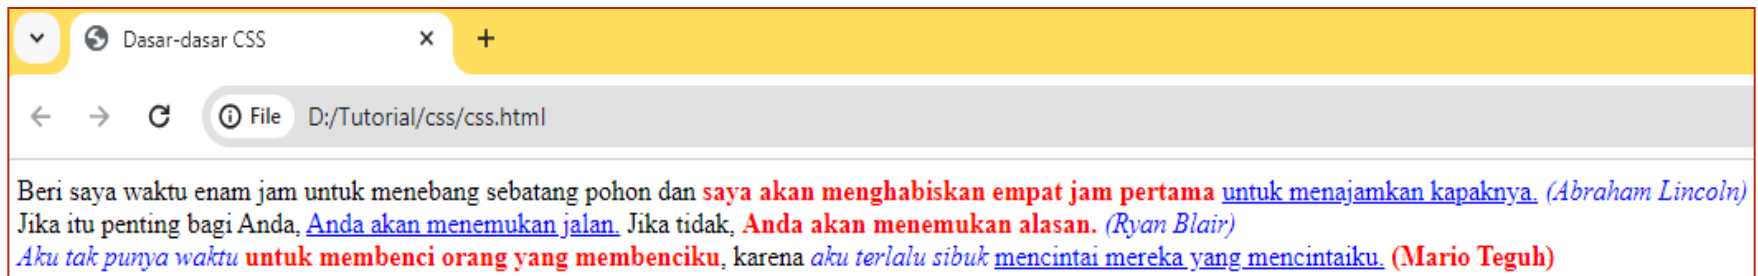 Dasar-dasar CSS
File D:/Tutorial/css/css.html
Beri saya waktu enam jam untuk menebang sebatang pohon dan saya akan menghabiskan empat jam pertama untuk menajamkan kapaknya. (Abraham Lincoln)
Jika itu penting bagi Anda, Anda akan menemukan jalan. Jika tidak, Anda akan menemukan alasan. (Ryan Blair)
Aku tak punya waktu untuk membenci orang yang membenciku, karena aku terlalu sibuk mencintai mereka yang mencintaiku. (Mario Teguh)